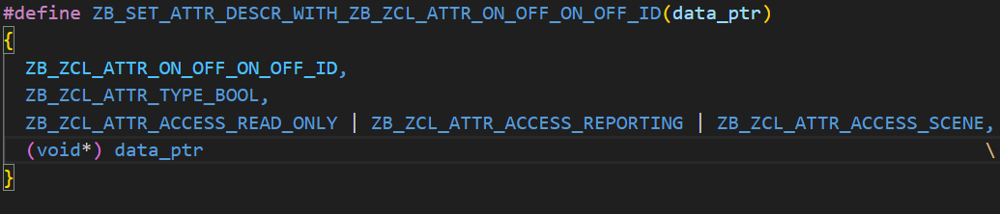 #define ZB_SET_ATTR_DESCR_WITH_ZB_ZCL_ATTR_ON_OFF_ON_OFF_ID(data_ptr)
{
  ZB_ZCL_ATTR_ON_OFF_ON_OFF_ID,
  ZB_ZCL_ATTR_TYPE_BOOL,
  ZB_ZCL_ATTR_ACCESS_READ_ONLY | ZB_ZCL_ATTR_ACCESS_REPORTING | ZB_ZCL_ATTR_ACCESS_SCENE,
  (void*) data_ptr                                                                     \
}